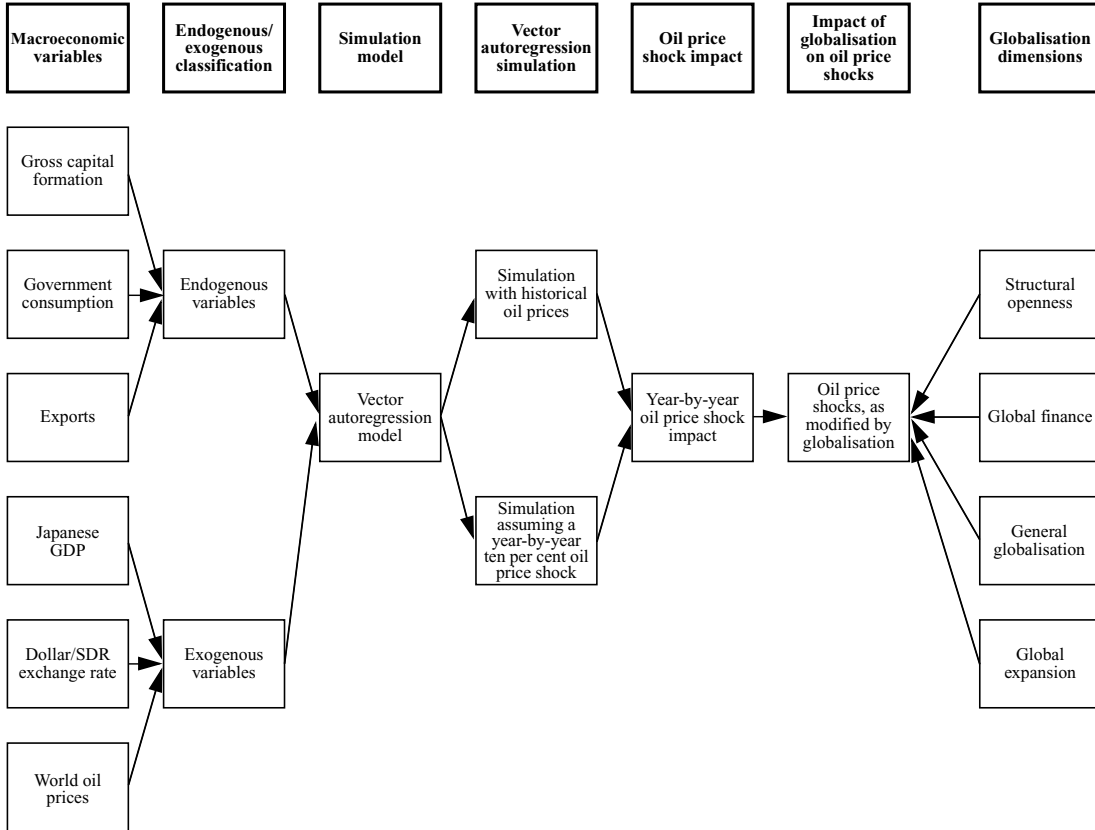 Macroeconomic
variables
Endogenous/
exogenous
classification
Simulation
model
Vector
autoregression
simulation
Oil price
shock impact
Impact of
globalisation
on oil price
shocks
Globalisation
dimensions
Gross capital
formation
Government
consumption
Exports
Japanese
GDP
Dollar/SDR
exchange rate
World oil
prices
Endogenous
variables
Exogenous
variables
Vector
autoregression
model
Simulation
with historical
oil prices
Simulation
assuming a
year-by-year
ten per cent oil
price shock
Year-by-year
oil price shock
impact
Oil price
shocks, as
modified by
globalisation
Structural
openness
Global finance
General
globalisation
Global
expansion